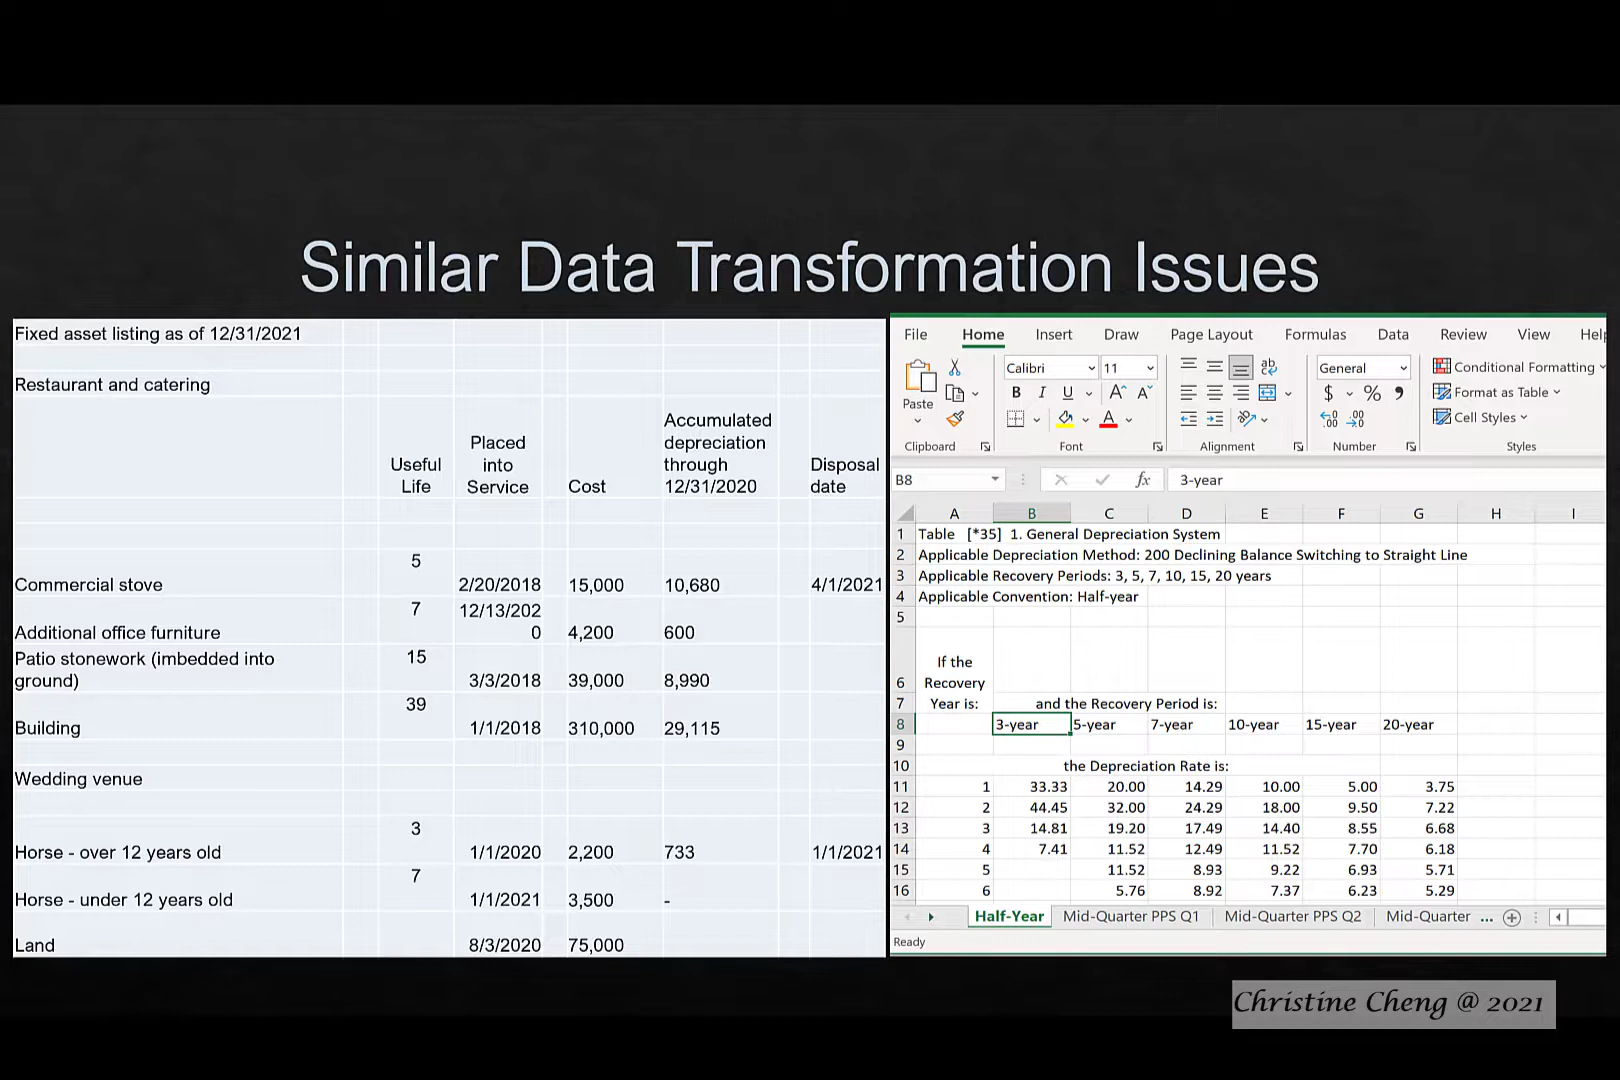 Similar Data Transformation Issues
Fixed asset listing as of 12/31/2021
Restaurant and catering
Useful Life Placed into Service Cost Accumulated depreciation through 12/31/2020 Disposal date
Commercial stove 5 2/20/2018 15,000 10,680 4/1/2021
Additional office furniture 7 12/13/2020 4,200 600
Patio stonework (imbedded into ground) 15 3/3/2018 39,000 8,990
Building 39 1/1/2018 310,000 29,115
Wedding venue
Horse - over 12 years old 3 1/1/2020 2,200 733 1/1/2021
Horse - under 12 years old 7 1/1/2021 3,500 -
Land 8/3/2020 75,000
File Home Insert Draw Page Layout Formulas Data Review View Help
Paste
Calibri 11
B I U A A
ab
General
$ % 9
.00 .00
Conditional Formatting
Format as Table
Cell Styles
Clipboard Font Alignment Number Styles
B8 fx 3-year
A B C D E F G H I
1 Table [*35] 1. General Depreciation System
2 Applicable Depreciation Method: 200 Declining Balance Switching to Straight Line
3 Applicable Recovery Periods: 3, 5, 7, 10, 15, 20 years
4 Applicable Convention: Half-year
5
6 If the Recovery
7 Year is: and the Recovery Period is:
8 3-year 5-year 7-year 10-year 15-year 20-year
9
10 the Depreciation Rate is:
11 1 33.33 20.00 14.29 10.00 5.00 3.75
12 2 44.45 32.00 24.29 18.00 9.50 7.22
13 3 14.81 19.20 17.49 14.40 8.55 6.68
14 4 7.41 11.52 12.49 11.52 7.70 6.18
15 5 11.52 8.93 9.22 6.93 5.71
16 6 5.76 8.92 7.37 6.23 5.29
Half-Year Mid-Quarter PPS Q1 Mid-Quarter PPS Q2 Mid-Quarter ...
Ready
Christine Cheng @ 2021